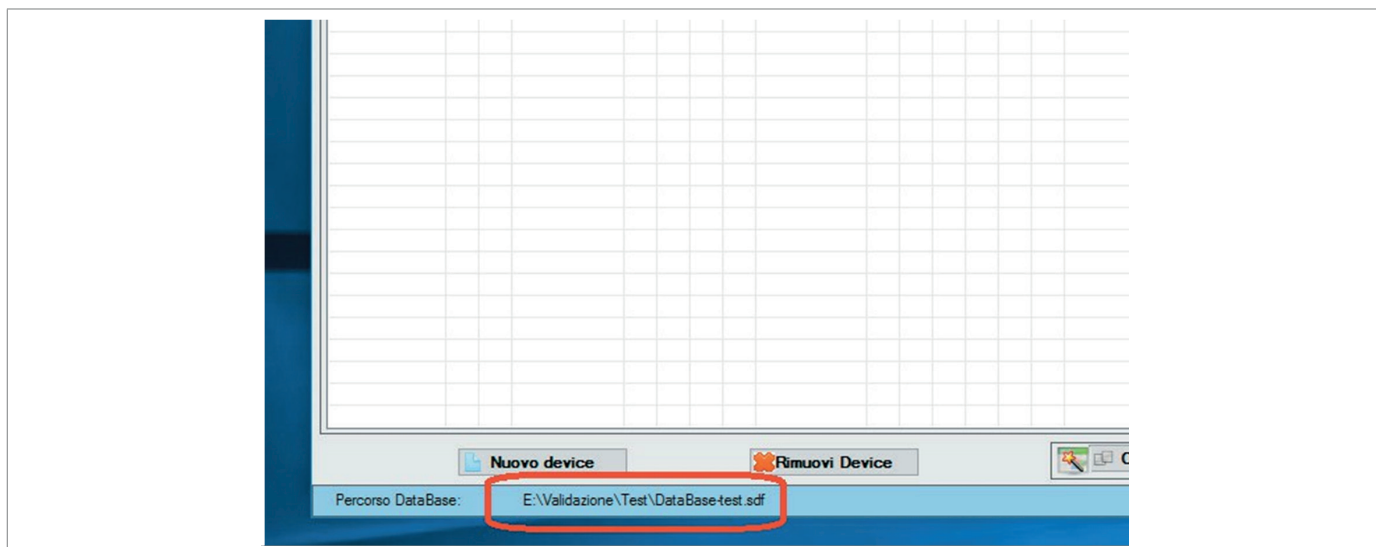 Nuovo device Rimuovi Device
Percorso DataBase: E:\Validazione\Test\DataBase-test.sdf